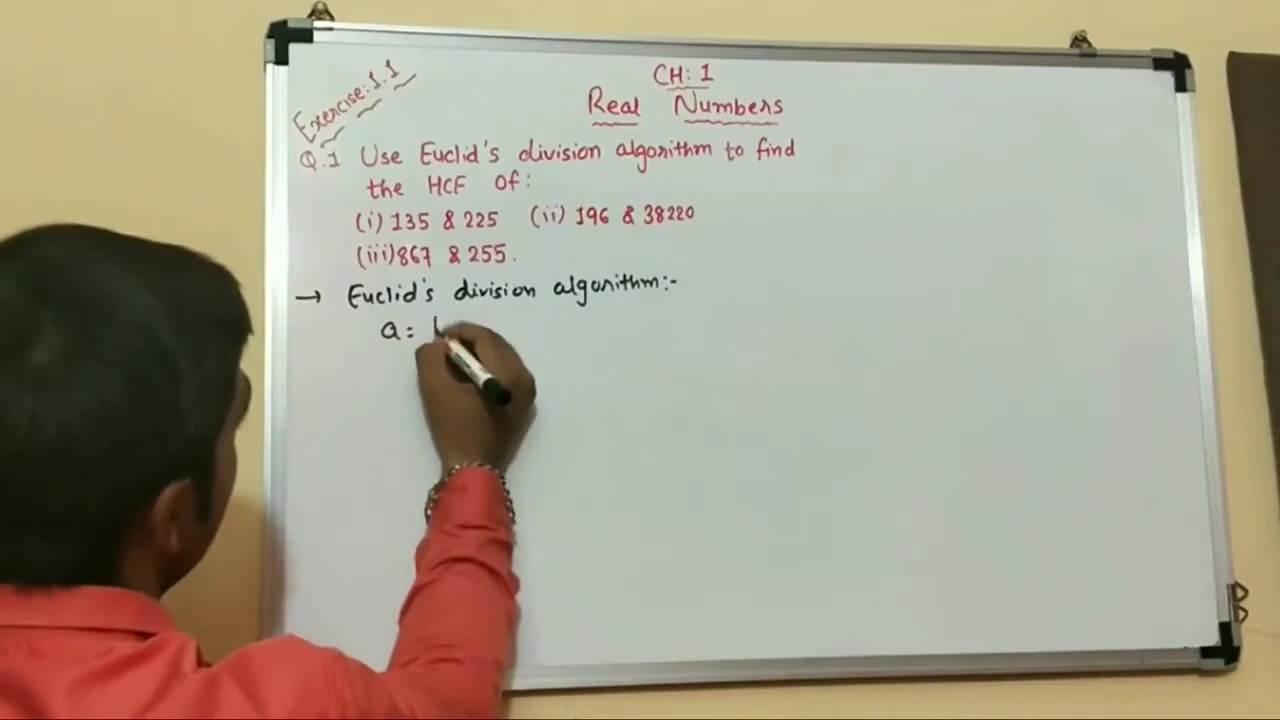 CH: 1
Real Numbers
Exercise: 1.1
Q.1 Use Euclid's division algorithm to find
the HCF Of:
(i) 135 & 225 (ii) 196 & 38220
(iii) 867 & 255.
→ Euclid's division algorithm:-
a =